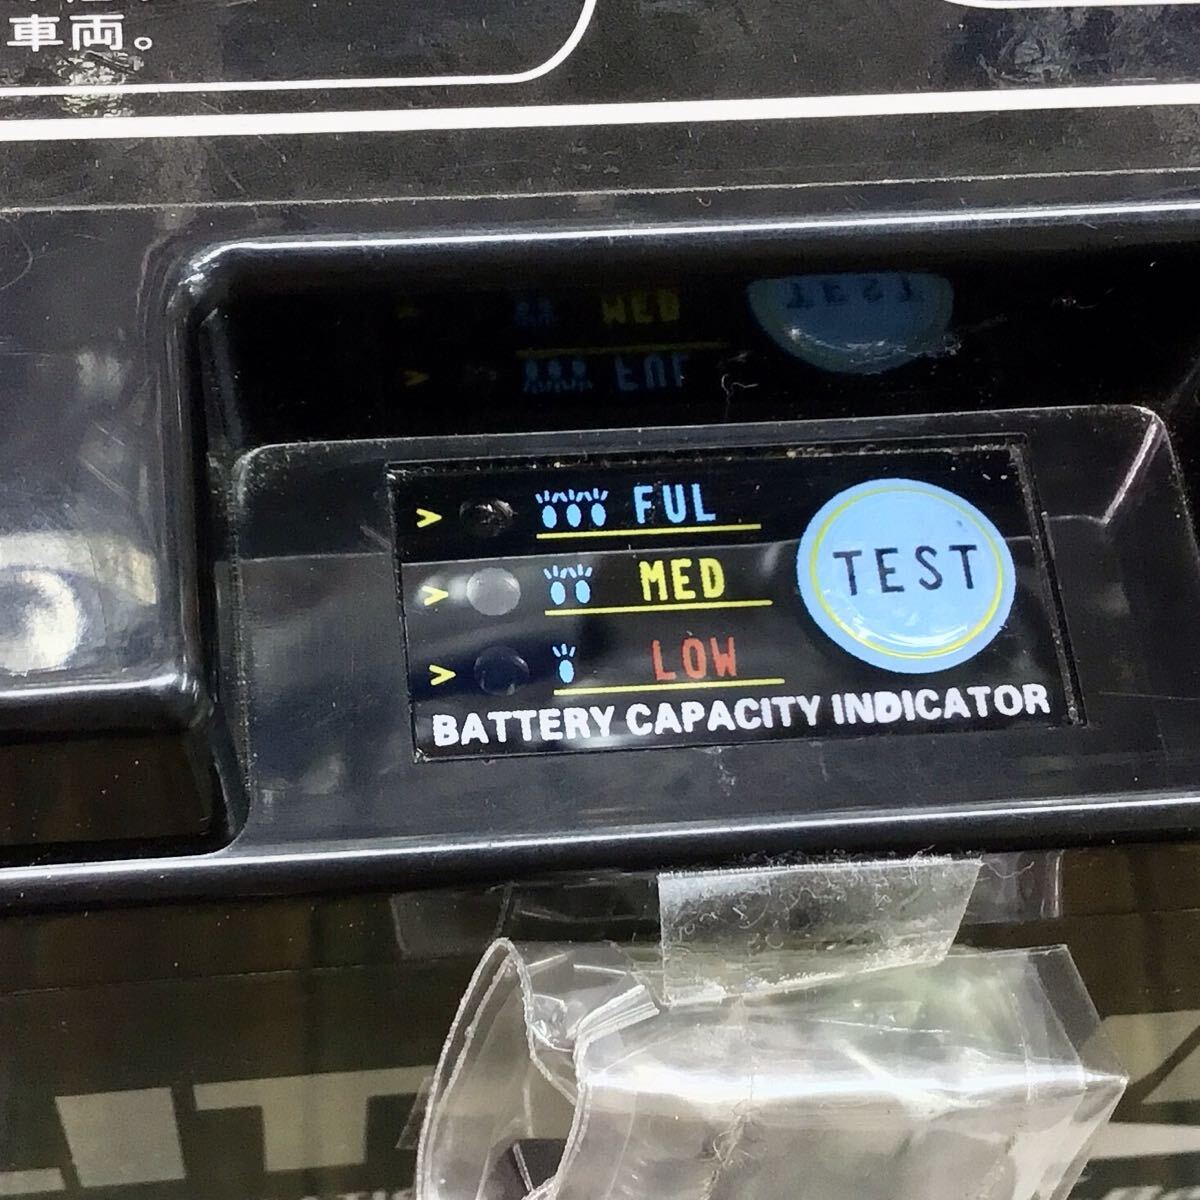 車両。
> FUL
> MED
> LOW
TEST
BATTERY CAPACITY INDICATOR